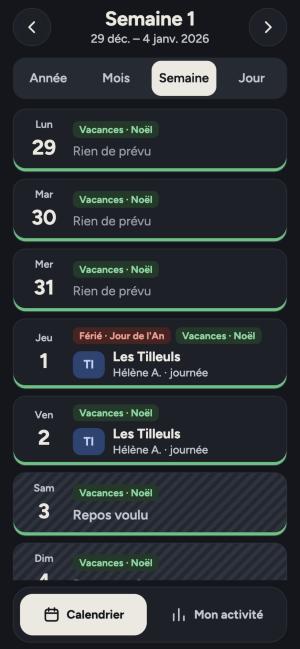 Semaine 1
29 déc. – 4 janv. 2026
Année Mois Semaine Jour
Lun
29
Vacances · Noël
Rien de prévu
Mar
30
Vacances · Noël
Rien de prévu
Mer
31
Vacances · Noël
Rien de prévu
Jeu
1
Férié · Jour de l'An Vacances · Noël
TI
Les Tilleuls
Hélène A. · journée
Ven
2
Vacances · Noël
TI
Les Tilleuls
Hélène A. · journée
Sam
3
Vacances · Noël
Repos voulu
Dim
4
Vacances · Noël
Calendrier Mon activité